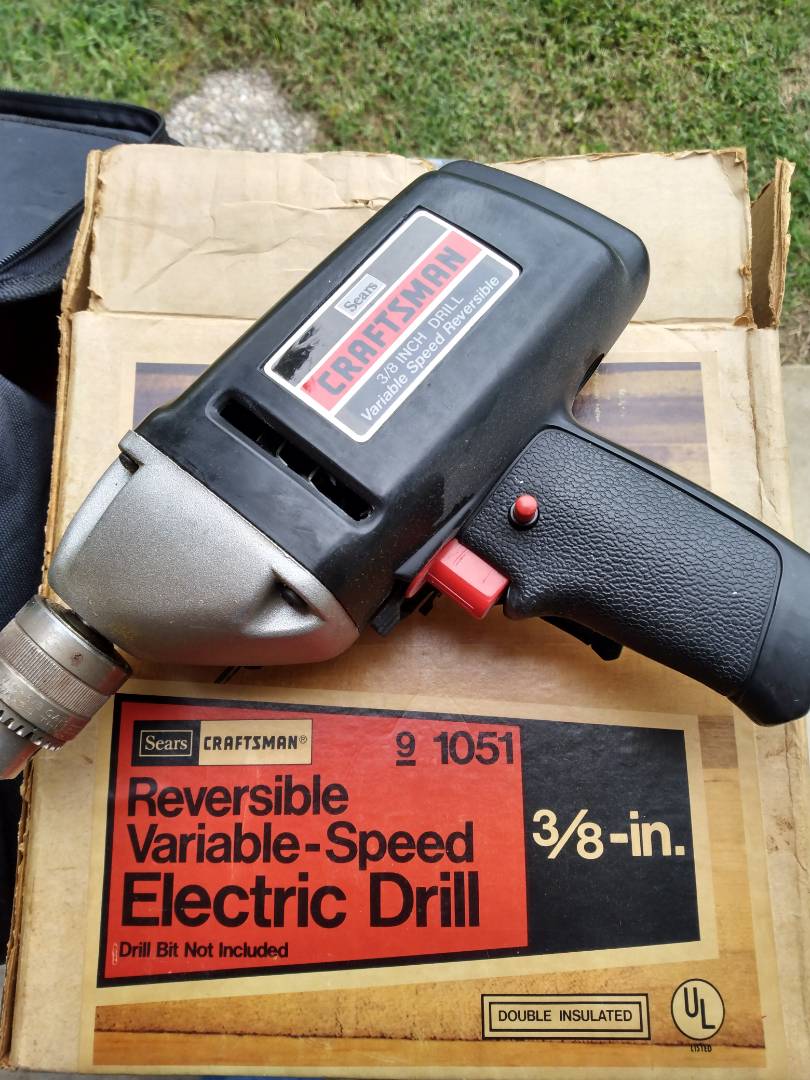 Sears
CRAFTSMAN
3/8 INCH DRILL
Variable Speed Reversible
Sears CRAFTSMAN® 9 1051
Reversible
Variable-Speed
Electric Drill
3/8-in.
Drill Bit Not Included
DOUBLE INSULATED
UL
LISTED